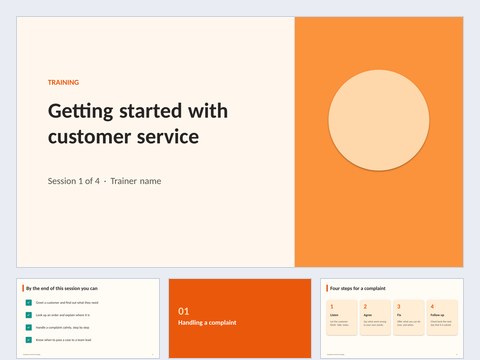 TRAINING
Getting started with
customer service
Session 1 of 4 · Trainer name
By the end of this session you can
Greet a customer and find out what they need
Look up an order and explain where it is
Handle a complaint calmly, step by step
Know when to pass a case to a team lead
01
Handling a complaint
Four steps for a complaint
1
Listen
2
Agree
3
Fix
4
Follow up